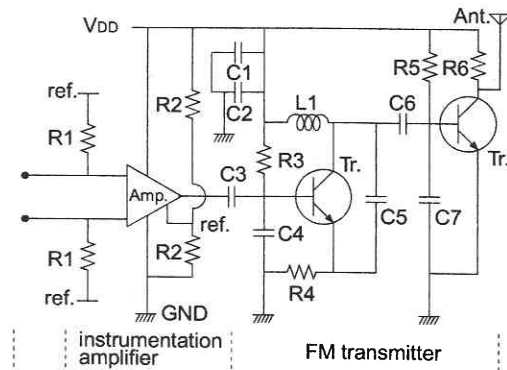 Ant.
VDD
R5
R6
C1
ref.
R2
C2
L1
C6
R1
R3
Tr.
Tr.
Amp.
C3
ref.
C5
C7
R1
R2
C4
R4
ref.
GND
instrumentation
amplifier
FM transmitter